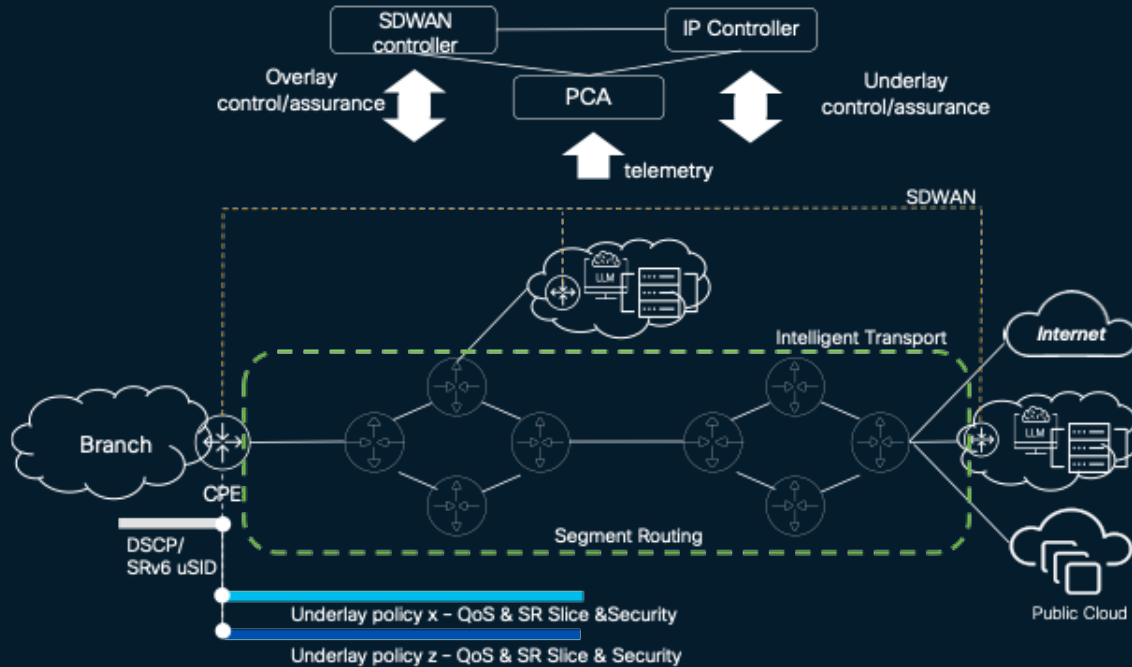 SDWAN
controller
IP Controller
PCA
Overlay
control/assurance
Underlay
control/assurance
telemetry
SDWAN
LLM
Intelligent Transport
Internet
Branch
LLM
CPE
Segment Routing
DSCP/
SRv6 uSID
Underlay policy x – QoS & SR Slice &Security
Public Cloud
Underlay policy z – QoS & SR Slice & Security